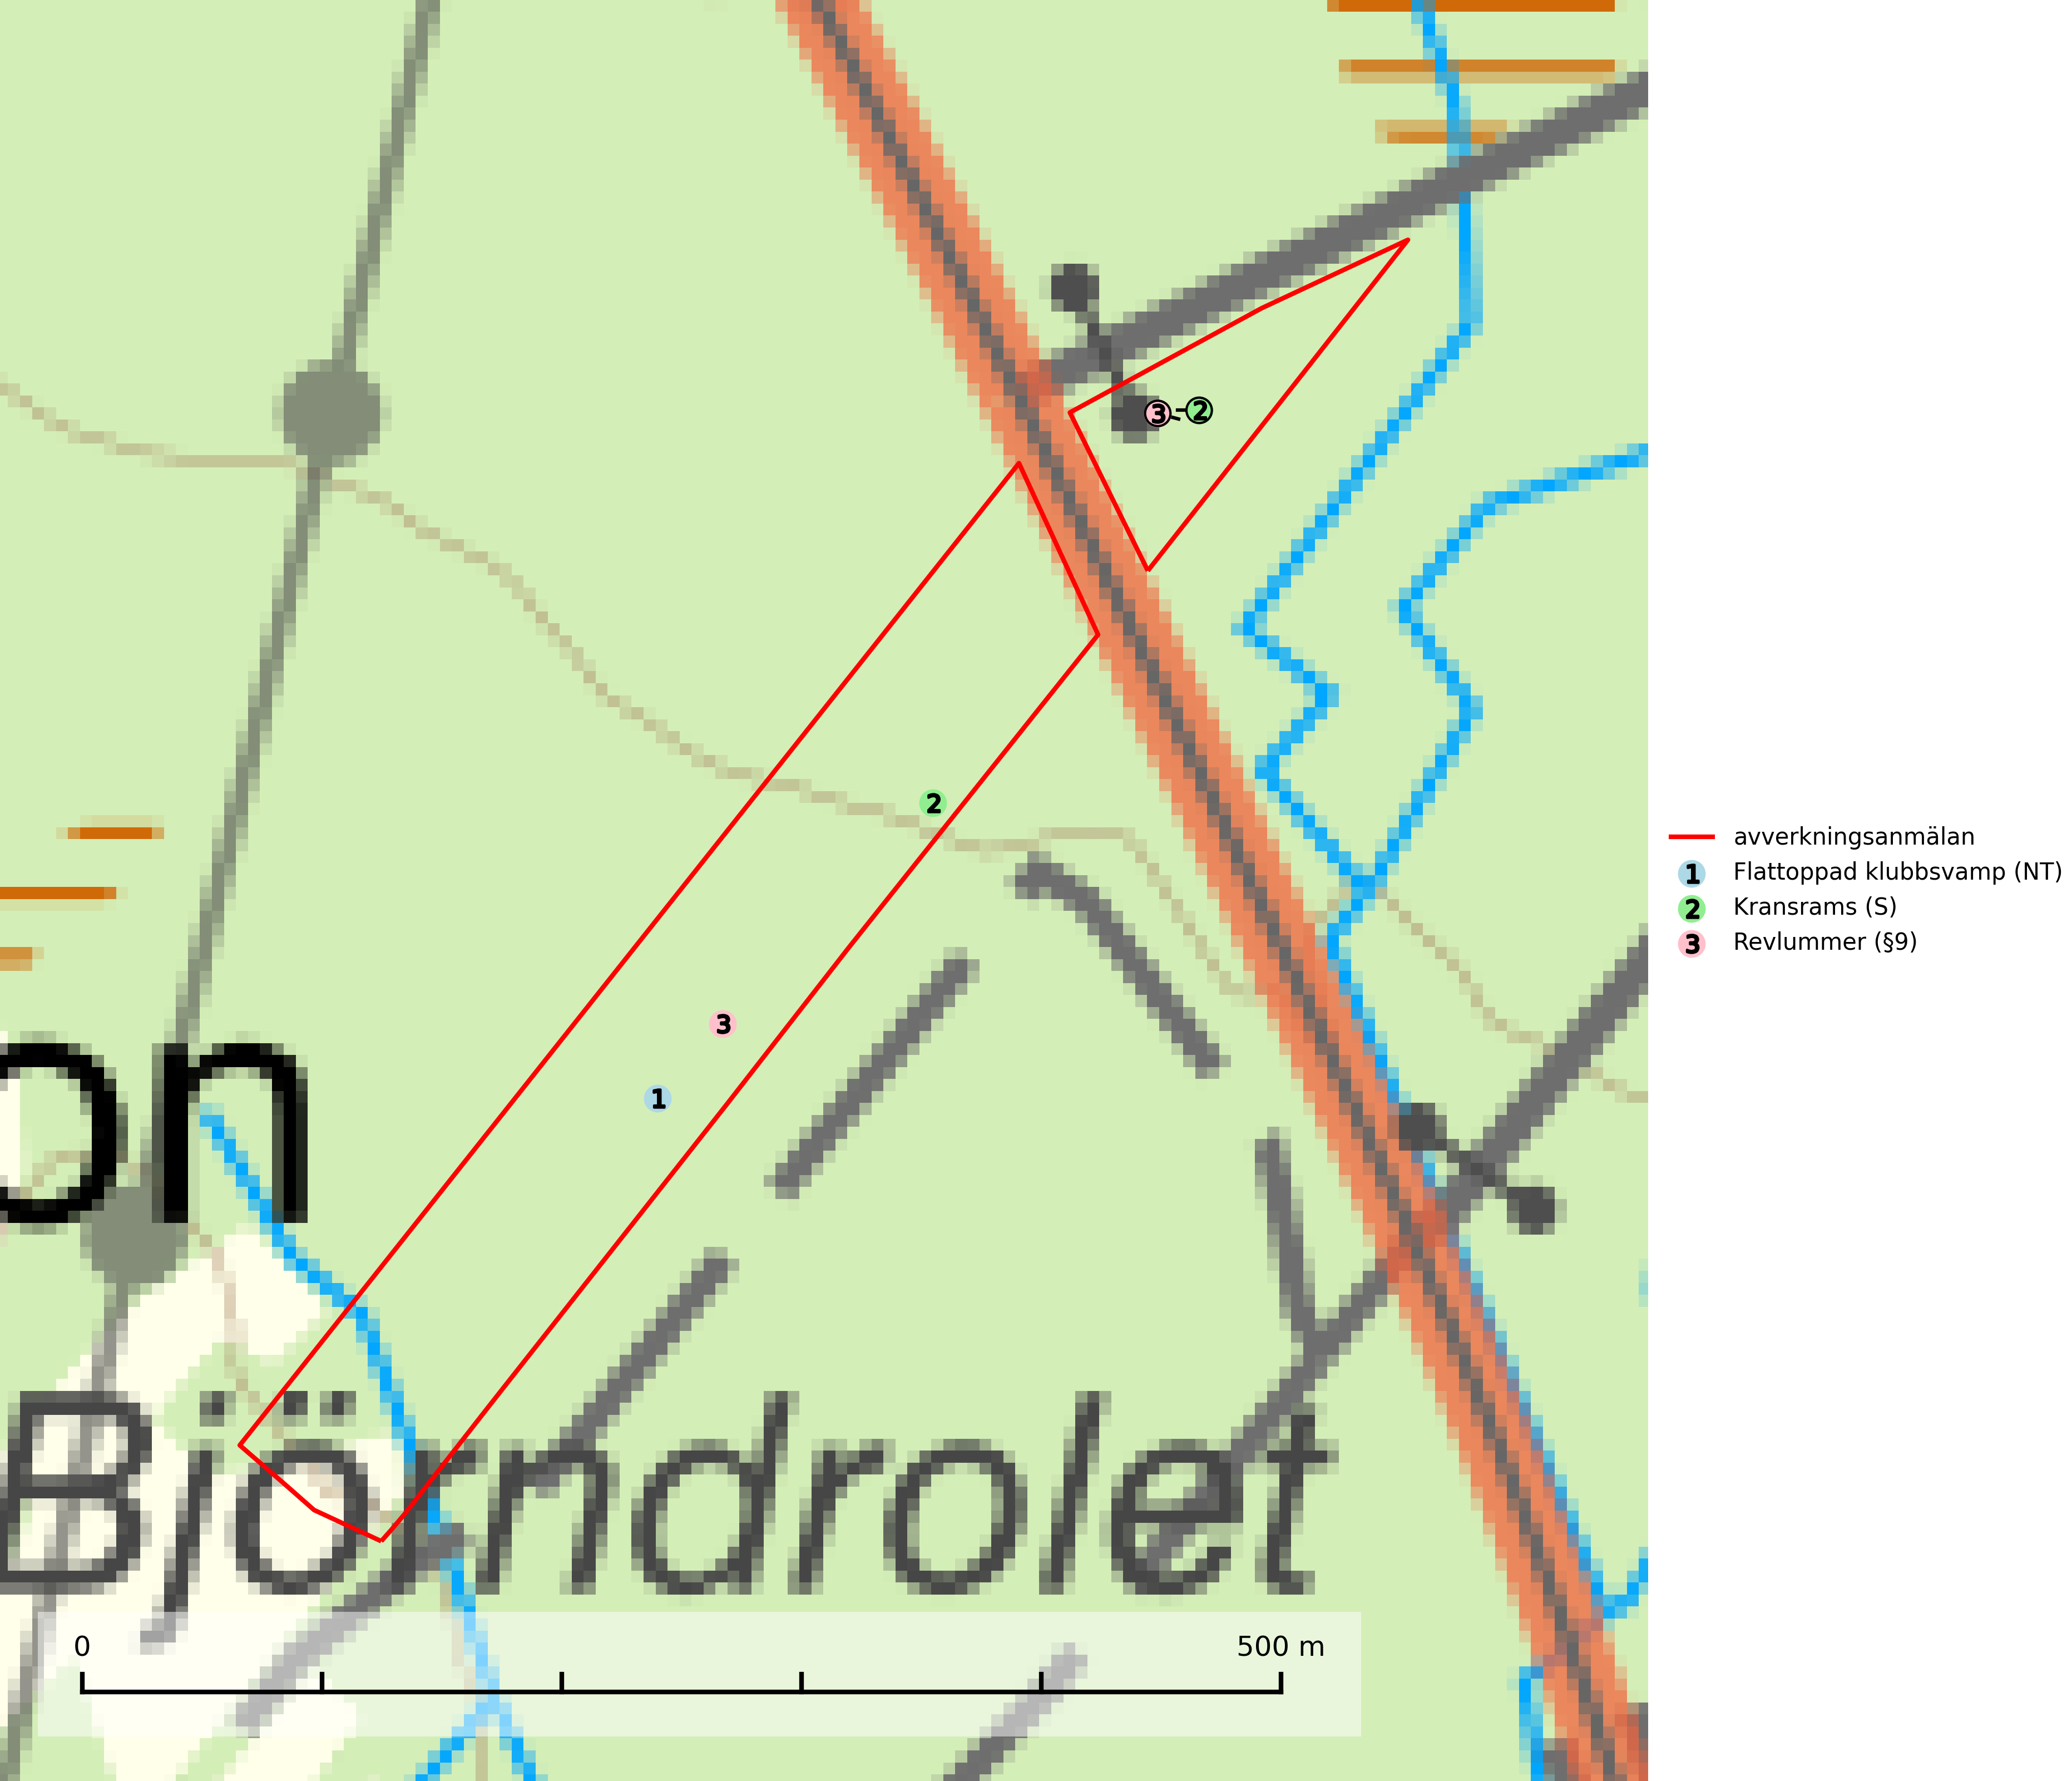 3
2
2
3
1
on
Björndrolet
0
500 m
avverkningsanmälan
1 Flattoppad klubbsvamp (NT)
2 Kransrams (S)
3 Revlummer (§9)